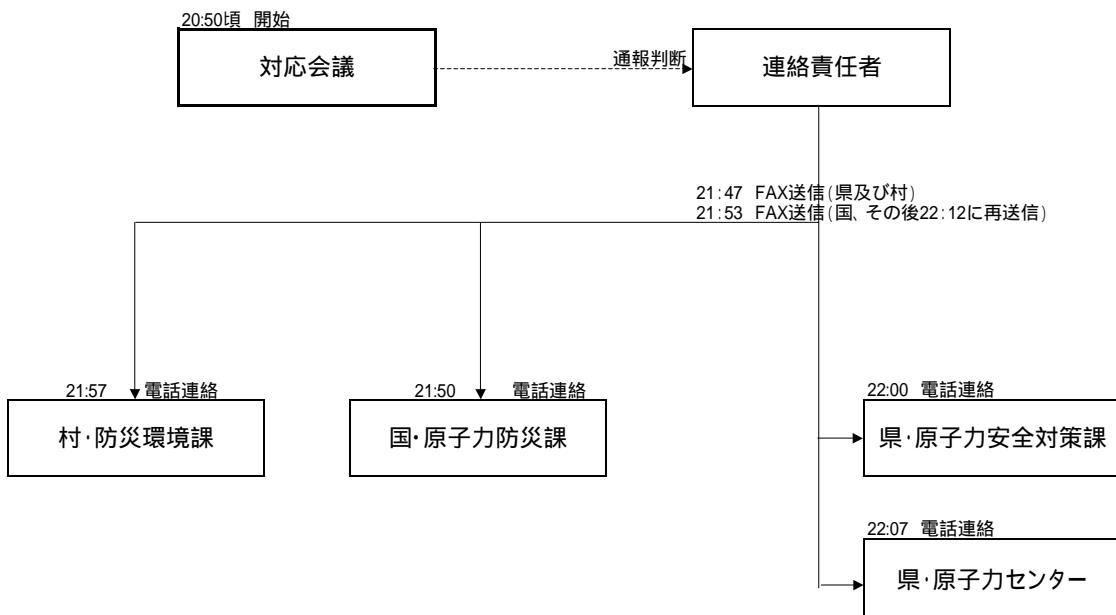 20:50頃 開始
対応会議
通報判断
連絡責任者
21:47 FAX送信(県及び村)
21:53 FAX送信(国、その後22:12に再送信)
21:57 電話連絡
村・防災環境課
21:50 電話連絡
国・原子力防災課
22:00 電話連絡
県・原子力安全対策課
22:07 電話連絡
県・原子力センター